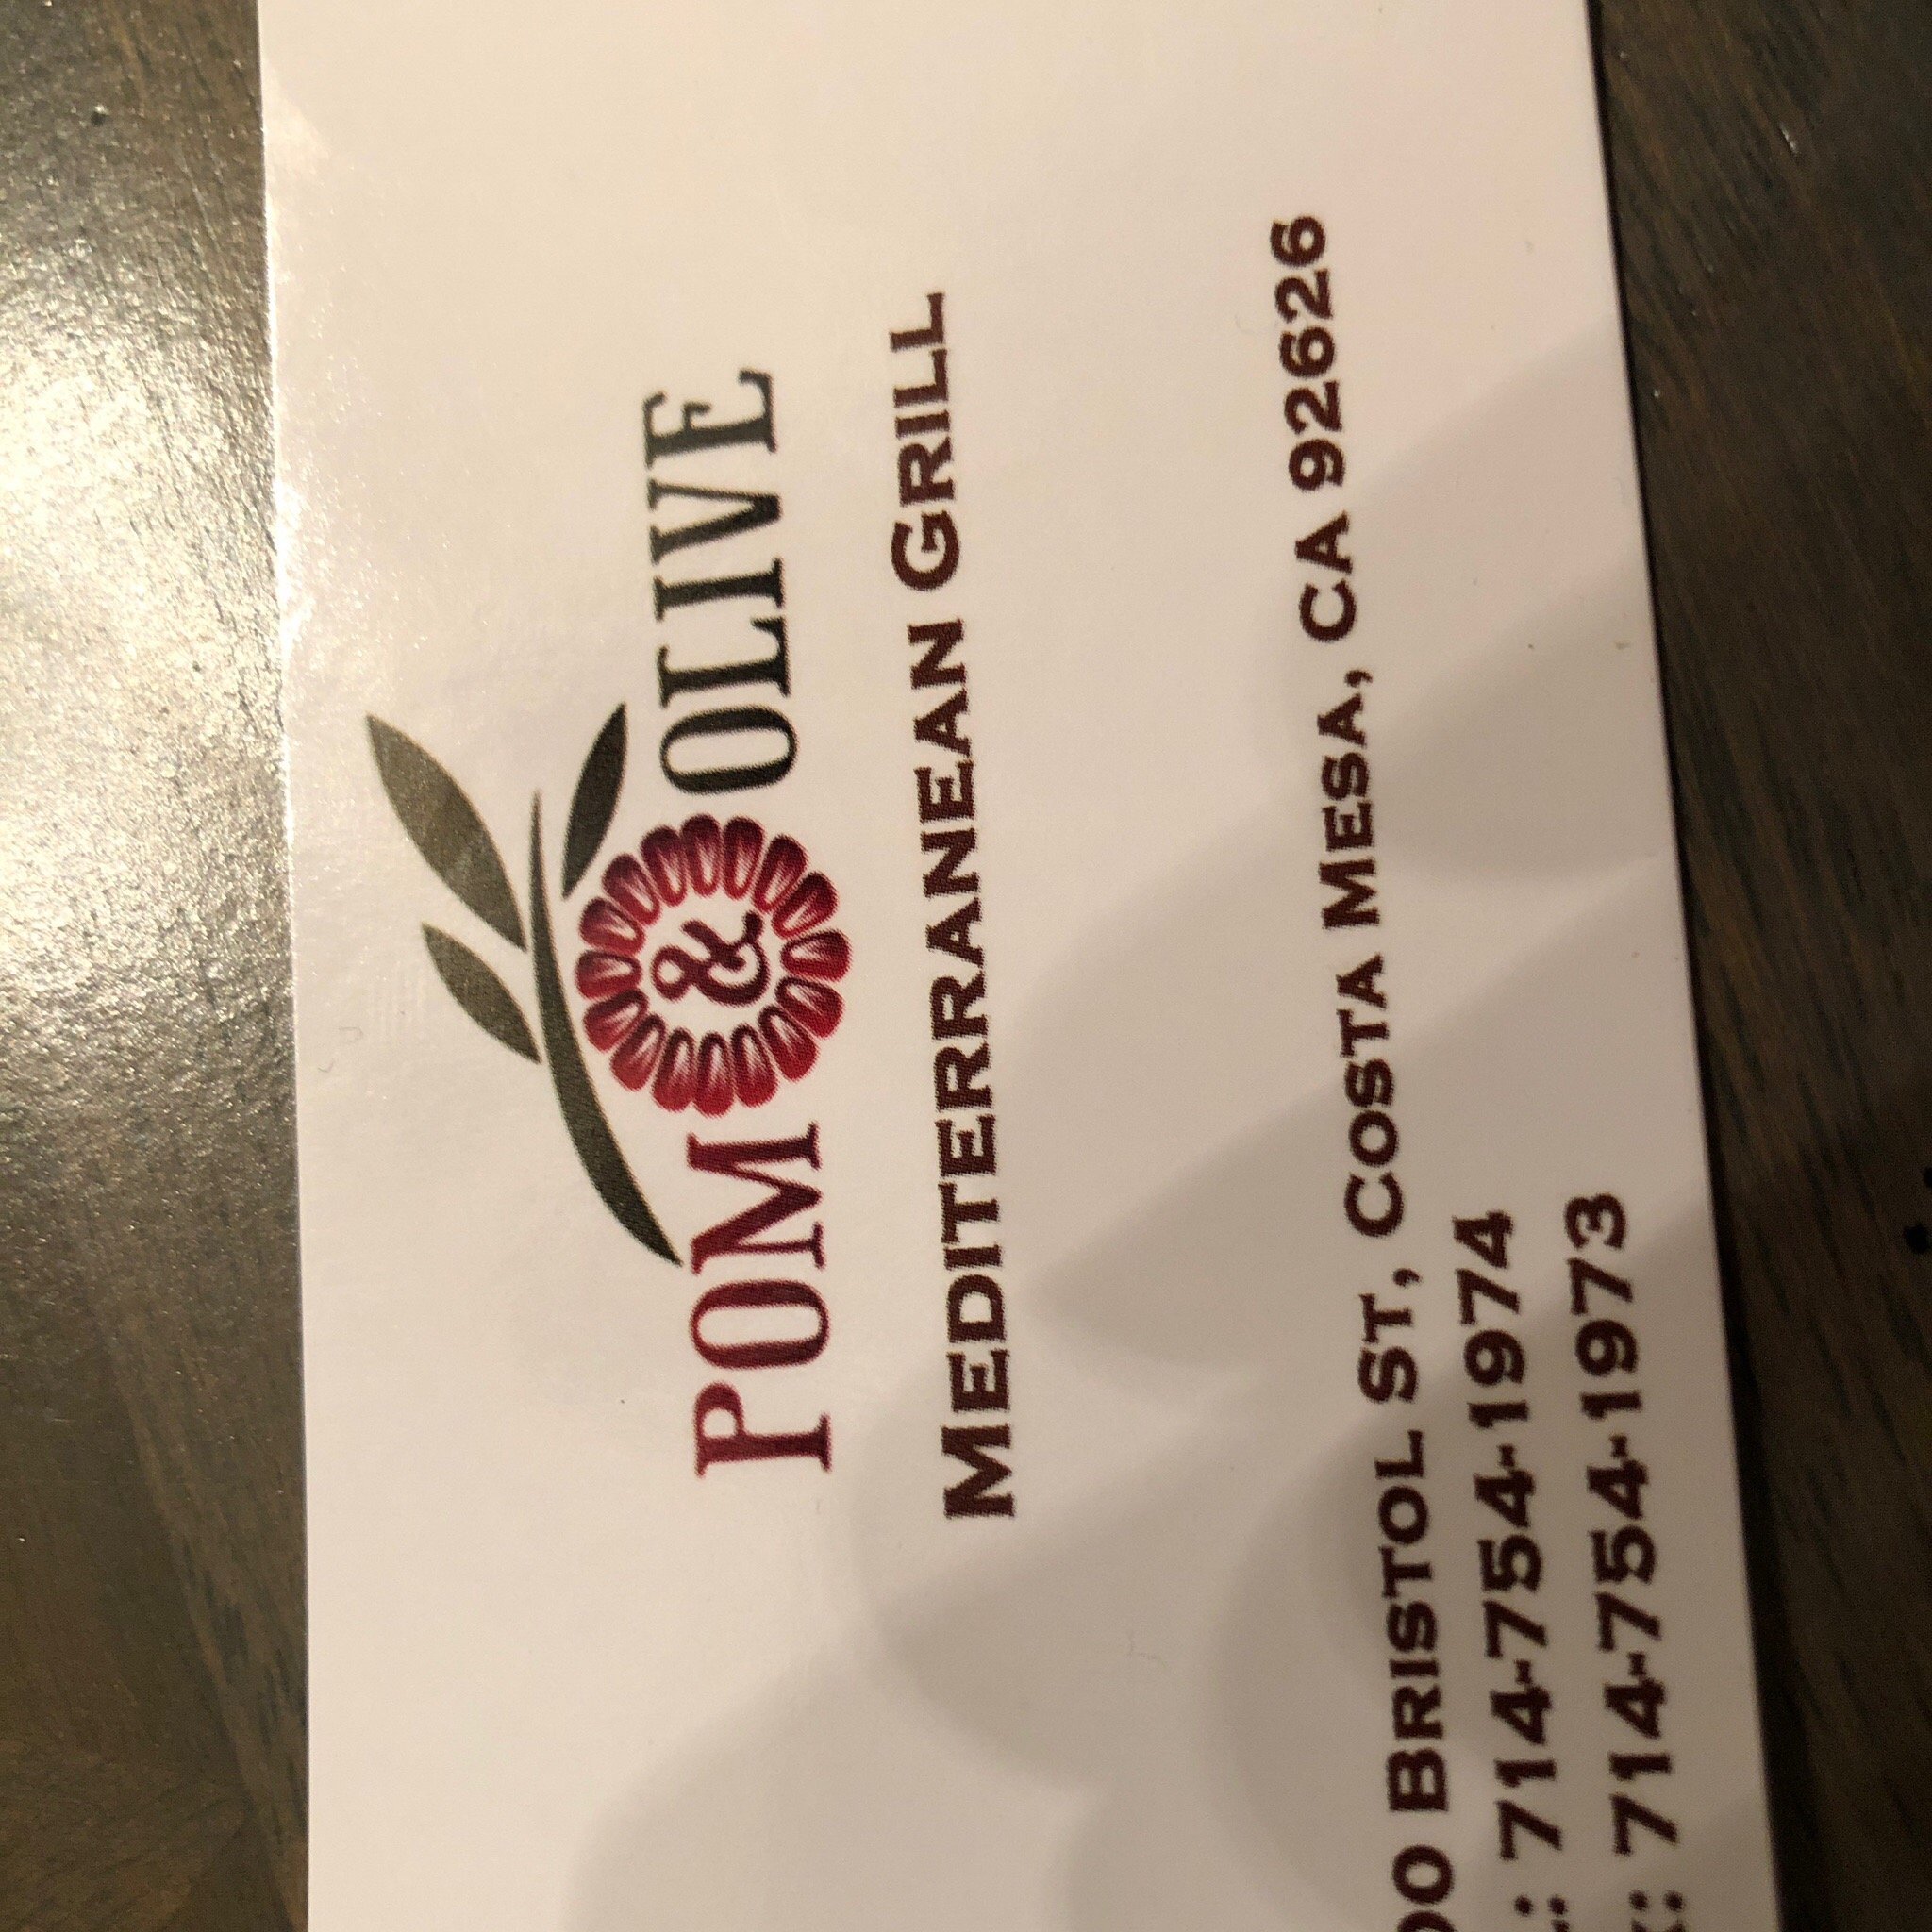 POM & OLIVE
MEDITERRANEAN GRILL
BRISTOL ST, COSTA MESA, CA 92626
714-754-1974
714-754-1973